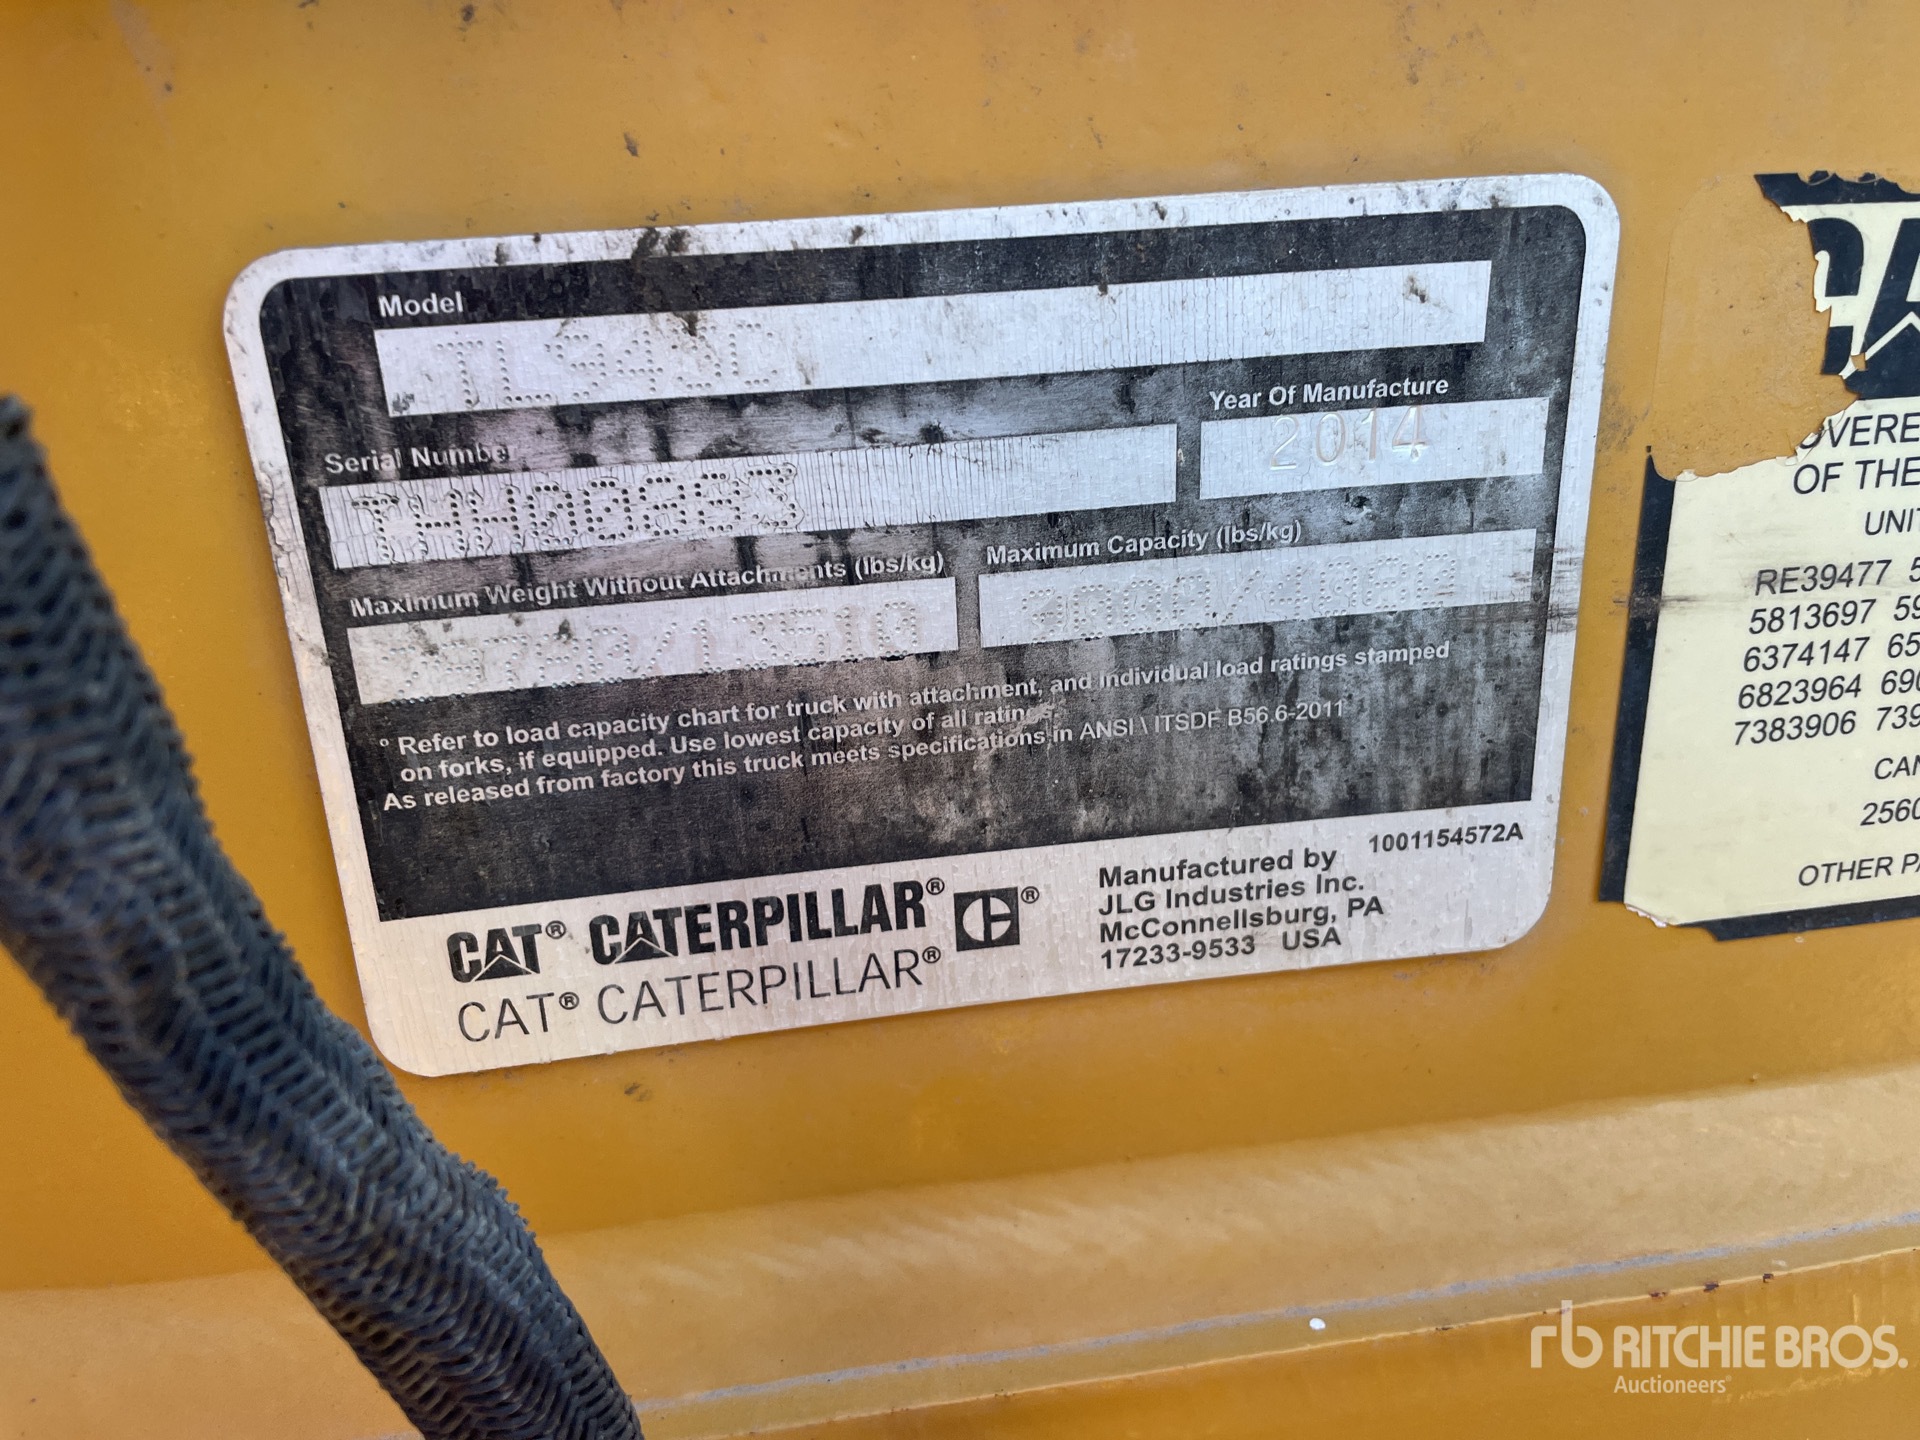 Model
TL943C
Serial Number
Year Of Manufacture
2014
Maximum Weight Without Attachments (lbs/kg)
Maximum Capacity (lbs/kg)
° Refer to load capacity chart for truck with attachment, and individual load ratings stamped
on forks, if equipped. Use lowest capacity of all ratings.
As released from factory this truck meets specifications in ANSI \ ITSDF B56.6-2011
CAT® CATERPILLAR® C®
CAT® CATERPILLAR®
Manufactured by
JLG Industries Inc.
McConnellsburg, PA
17233-9533 USA
1001154572A
OF THE
RE39477
5813697
6374147
6823964
7383906
OTHER
rb RITCHIE BROS.
Auctioneers